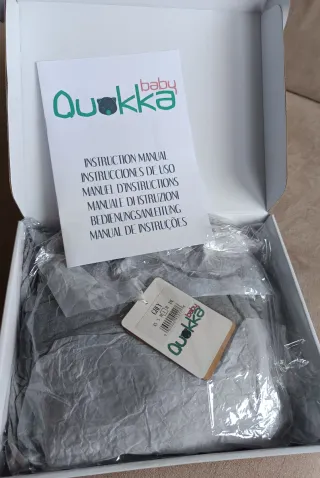 baby
Quokka
INSTRUCTION MANUAL
INSTRUCCIONES DE USO
MANUEL D'INSTRUCTIONS
MANUALE DI ISTRUZIONI
BEDIENUNGSANLEITUNG
MANUAL DE INSTRUÇÕES
baby
Quokka